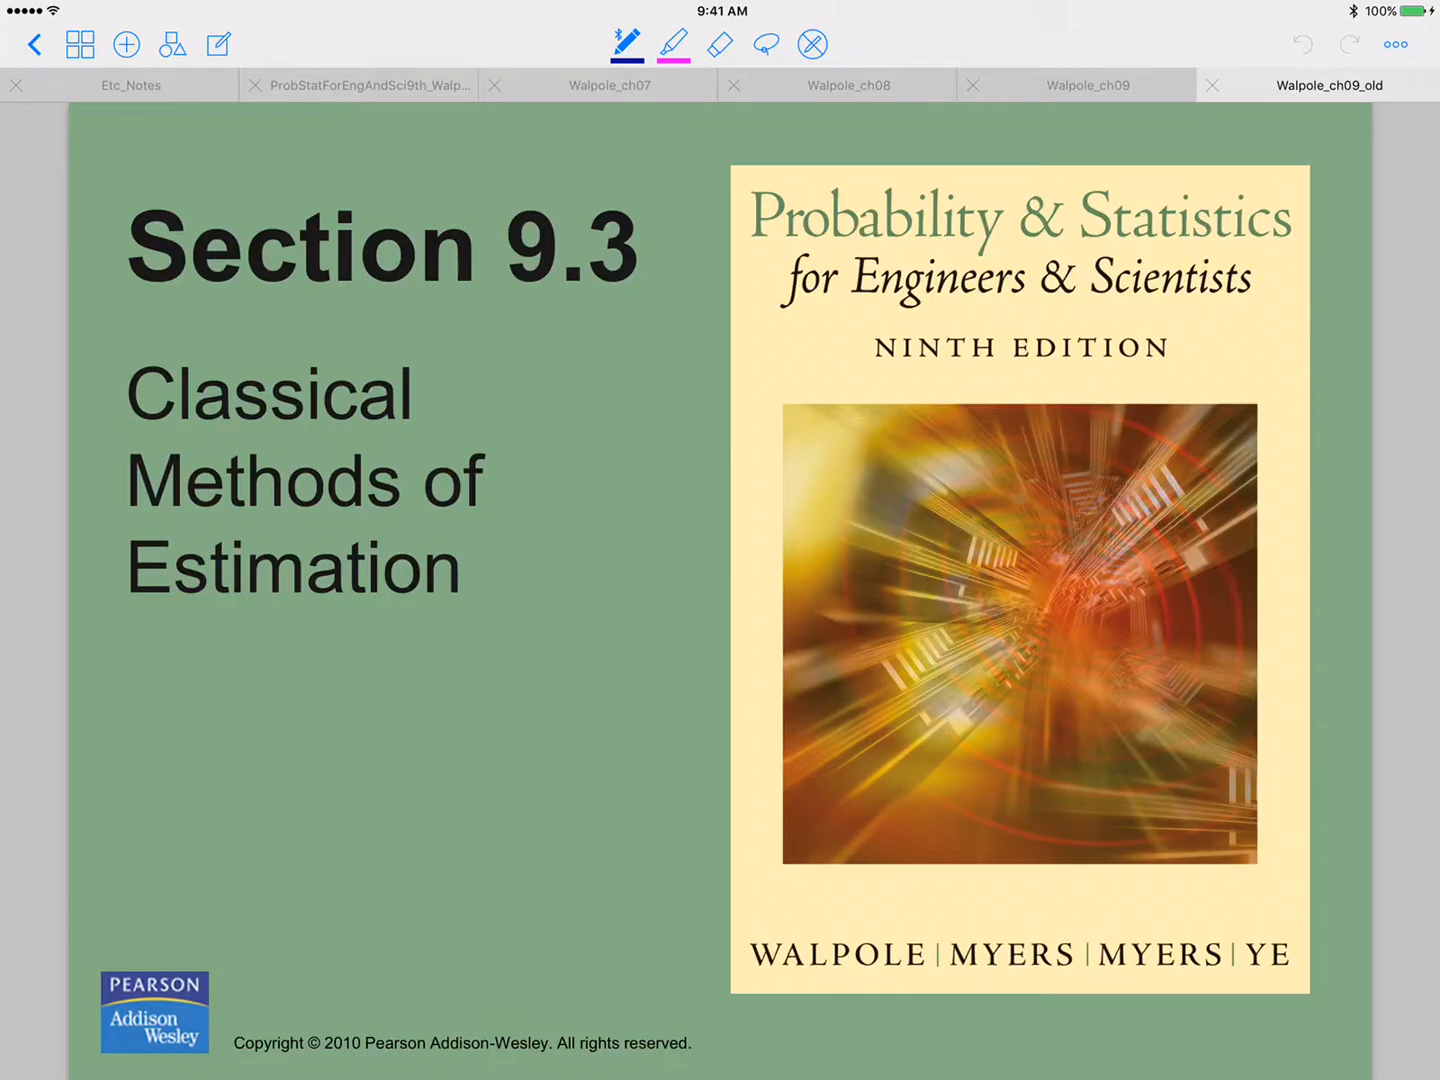 9:41 AM
100%
Etc_Notes
ProbStatForEngAndSci9th_Walp...
Walpole_ch07
Walpole_ch08
Walpole_ch09
Walpole_ch09_old
Section 9.3
Classical
Methods of
Estimation
Probability & Statistics
for Engineers & Scientists
NINTH EDITION
WALPOLE | MYERS | MYERS | YE
PEARSON
Addison
Wesley
Copyright © 2010 Pearson Addison-Wesley. All rights reserved.